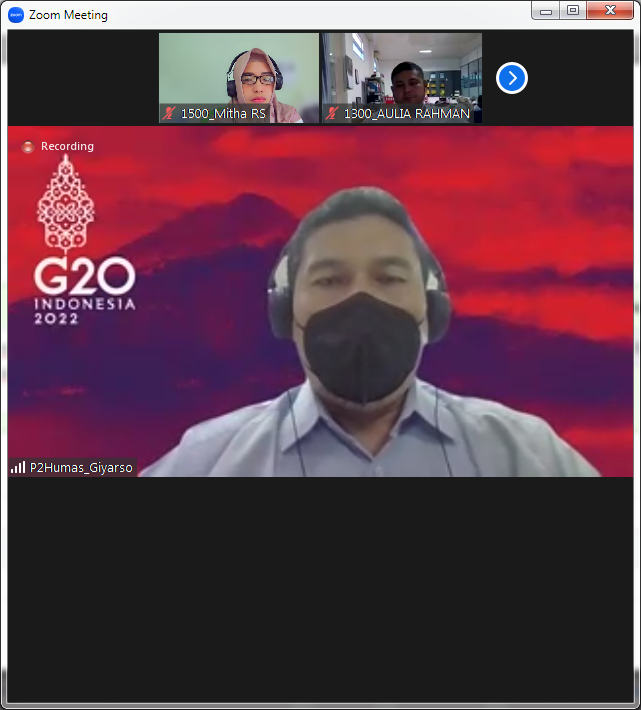 Zoom Meeting
1500_Mitha RS
1300_AULIA RAHMAN
Recording
G20
INDONESIA
2022
P2Humas_Giyarso